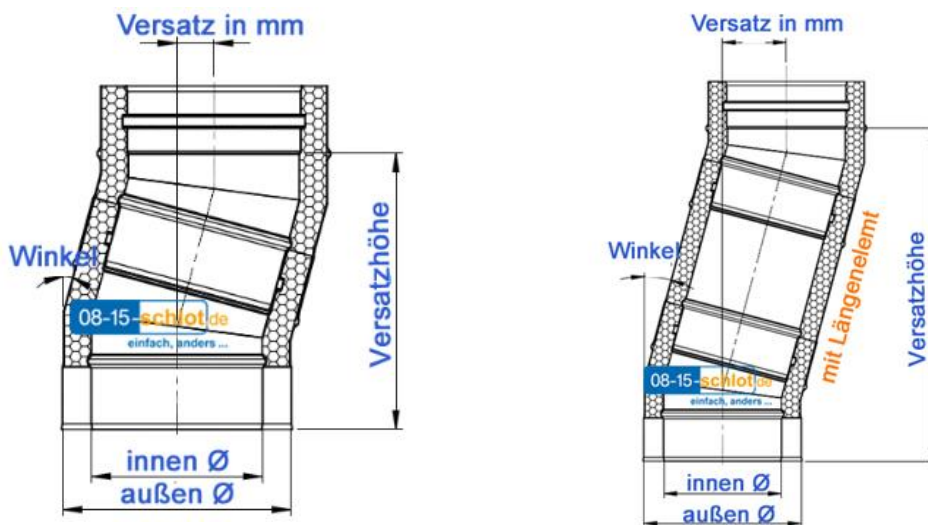 Versatz in mm
Winkel
Versatzhöhe
08-15-schlot.de
einfach, anders ...
innen Ø
außen Ø
Versatz in mm
Winkel
mit Längenelemt
Versatzhöhe
08-15-schlot.de
einfach, anders ...
innen Ø
außen Ø